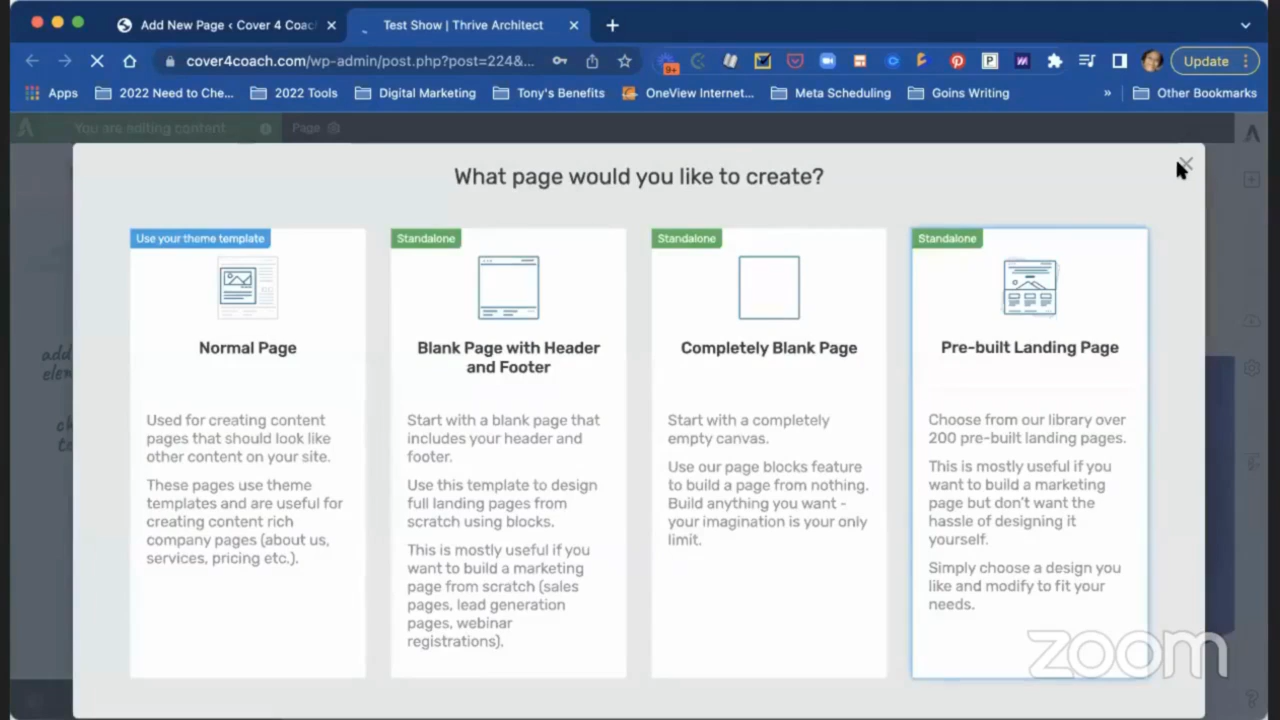 Add New Page ‹ Cover 4 Coac
Test Show | Thrive Architect
cover4coach.com/wp-admin/post.php?post=224&...
9+
Update
Apps
2022 Need to Che...
2022 Tools
Digital Marketing
Tony's Benefits
OneView Internet...
Meta Scheduling
Goins Writing
»
Other Bookmarks
You are editing content
Page
What page would you like to create?
Use your theme template
Normal Page
Used for creating content
pages that should look like
other content on your site.
These pages use theme
templates and are useful for
creating content rich
company pages (about us,
services, pricing etc.).
Standalone
Blank Page with Header
and Footer
Start with a blank page that
includes your header and
footer.
Use this template to design
full landing pages from
scratch using blocks.
This is mostly useful if you
want to build a marketing
page from scratch (sales
pages, lead generation
pages, webinar
registrations).
Standalone
Completely Blank Page
Start with a completely
empty canvas.
Use our page blocks feature
to build a page from nothing.
Build anything you want -
your imagination is your only
limit.
Standalone
Pre-built Landing Page
Choose from our library over
200 pre-built landing pages.
This is mostly useful if you
want to build a marketing
page but don't want the
hassle of designing it
yourself.
Simply choose a design you
like and modify to fit your
needs.
add
zoom